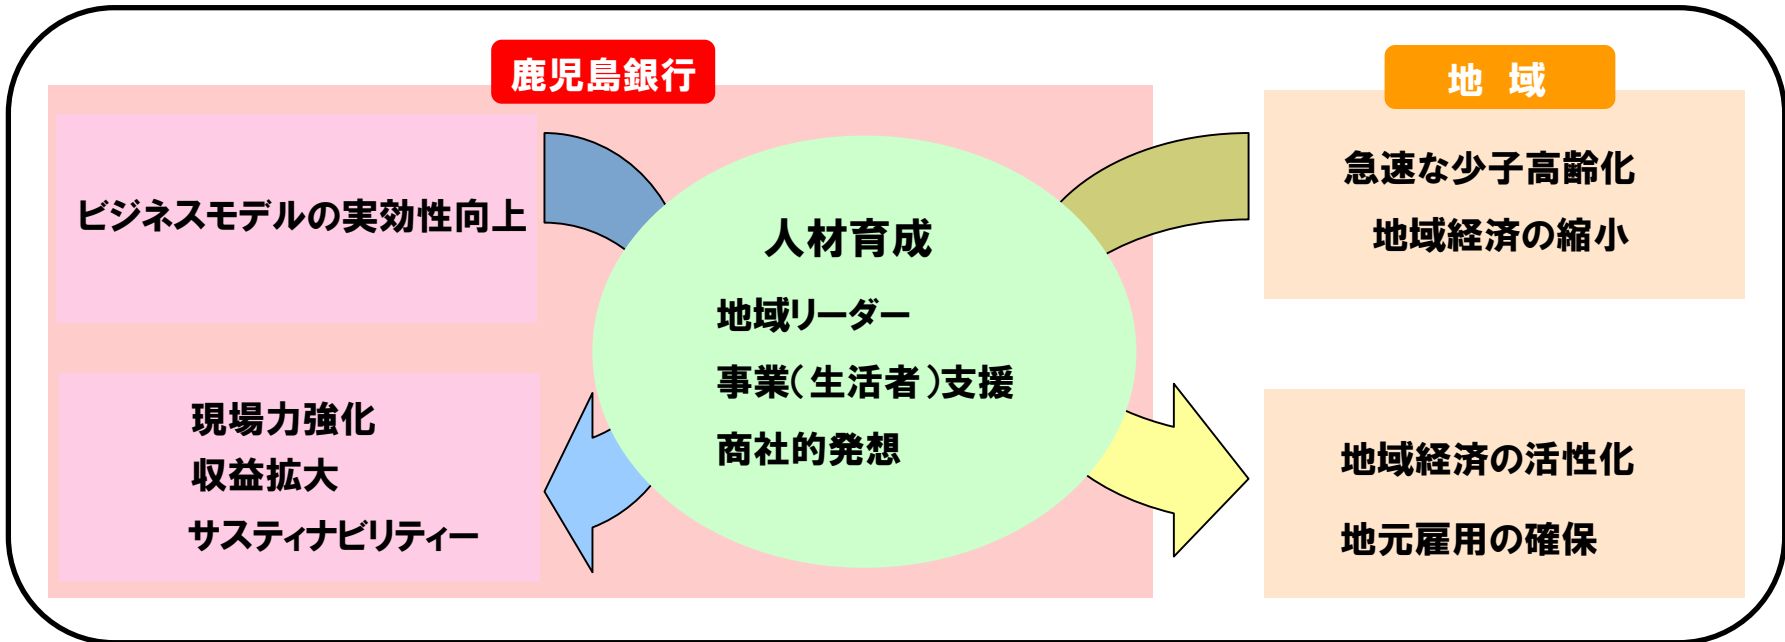 鹿児島銀行
ビジネスモデルの実効性向上
現場力強化
収益拡大
サスティナビリティー
人材育成
地域リーダー
事業(生活者)支援
商社的発想
地 域
急速な少子高齢化
地域経済の縮小
地域経済の活性化
地元雇用の確保